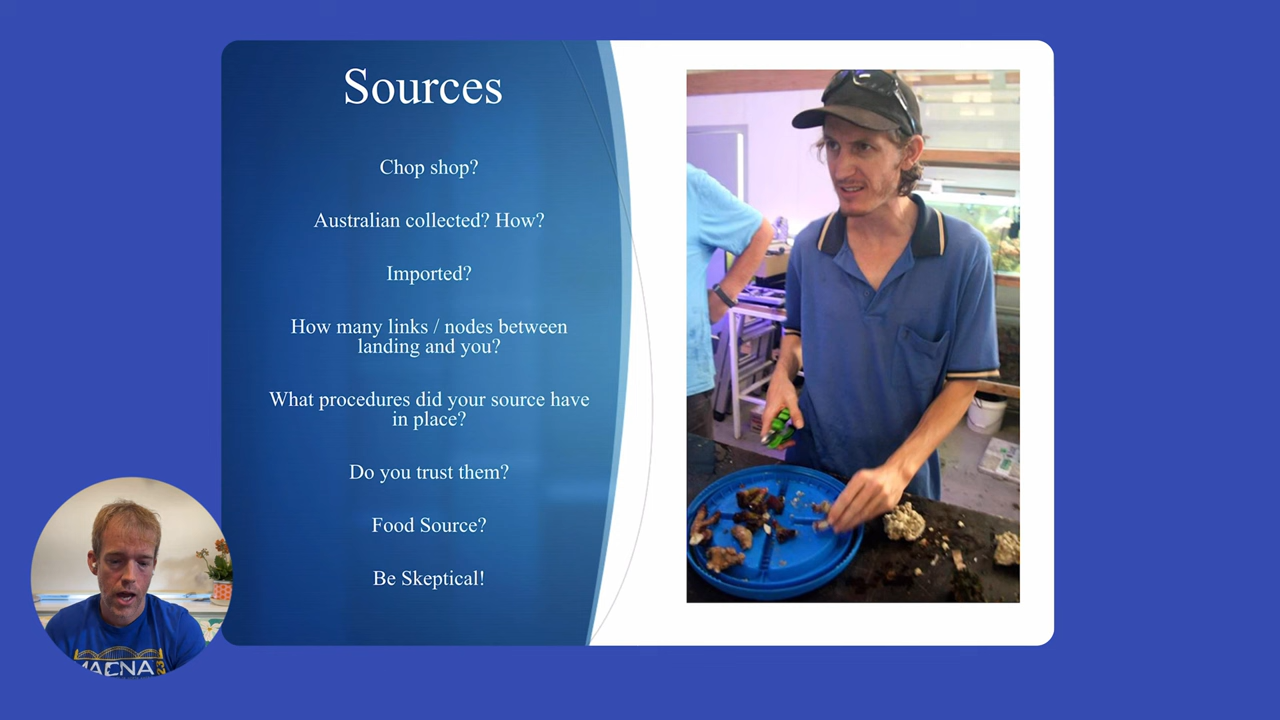 Sources
Chop shop?
Australian collected? How?
Imported?
How many links / nodes between
landing and you?
What procedures did your source have
in place?
Do you trust them?
Food Source?
Be Skeptical!
MACNA
23